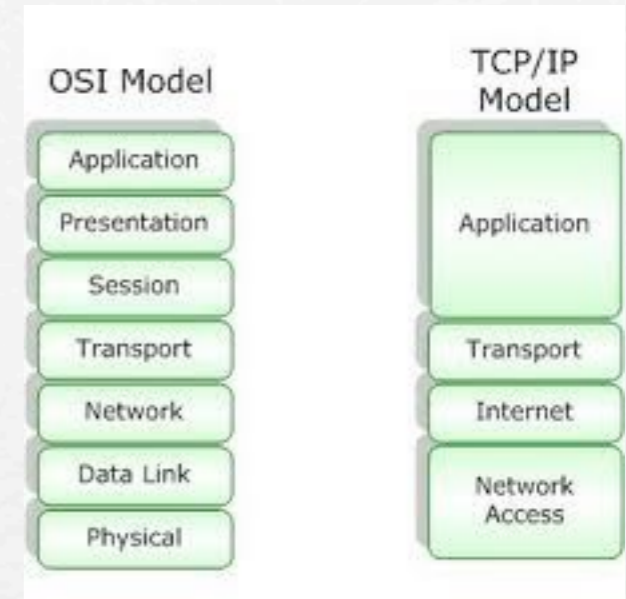 OSI Model
Application
Presentation
Session
Transport
Network
Data Link
Physical
TCP/IP
Model
Application
Transport
Internet
Network
Access